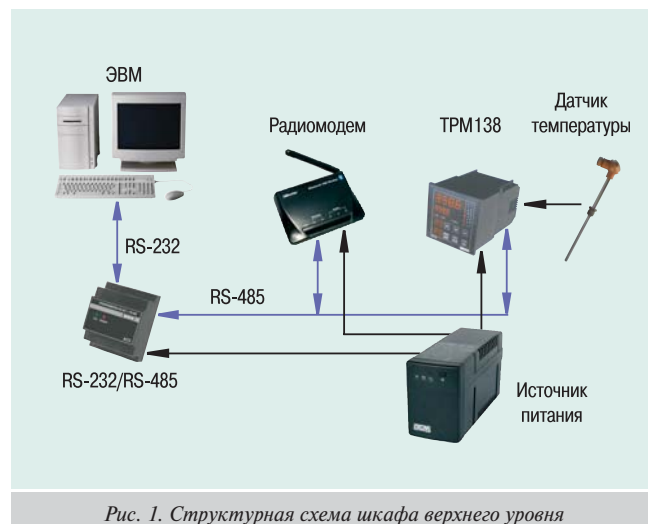 ЭВМ
Радиомодем
ТРМ138
Датчик
температуры
RS-232
RS-485
RS-232/RS-485
Источник
питания
Рис. 1. Структурная схема шкафа верхнего уровня